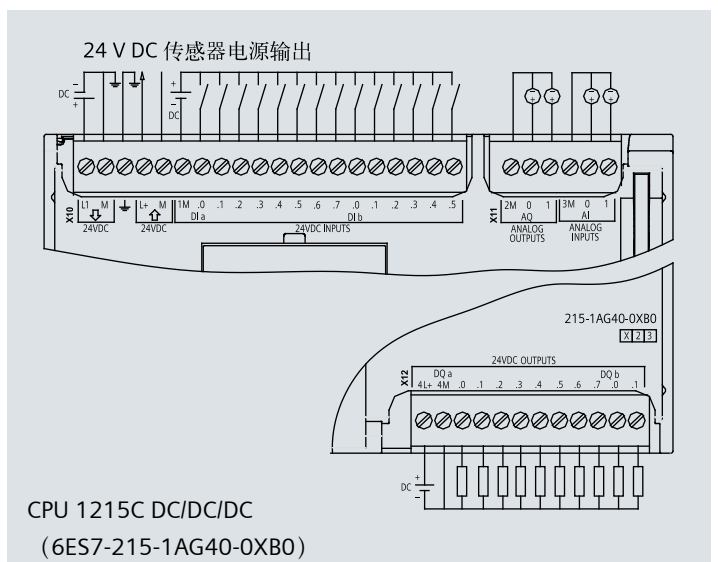 24 V DC 传感器电源输出
DC - +
+ - DC
X10
L1 M L+ M 1M .0 .1 .2 .3 .4 .5 .6 .7 .0 .1 .2 .3 .4 .5
DI a DI b
24VDC 24VDC 24VDC INPUTS
X11
2M 0 1 3M 0 1
AQ AI
ANALOG OUTPUTS
ANALOG INPUTS
215-1AG40-0XB0
X 2 3
24VDC OUTPUTS
X12
DQ a DQ b
4L+ 4M .0 .1 .2 .3 .4 .5 .6 .7 .0 .1
DC + -
CPU 1215C DC/DC/DC
（6ES7-215-1AG40-0XB0）